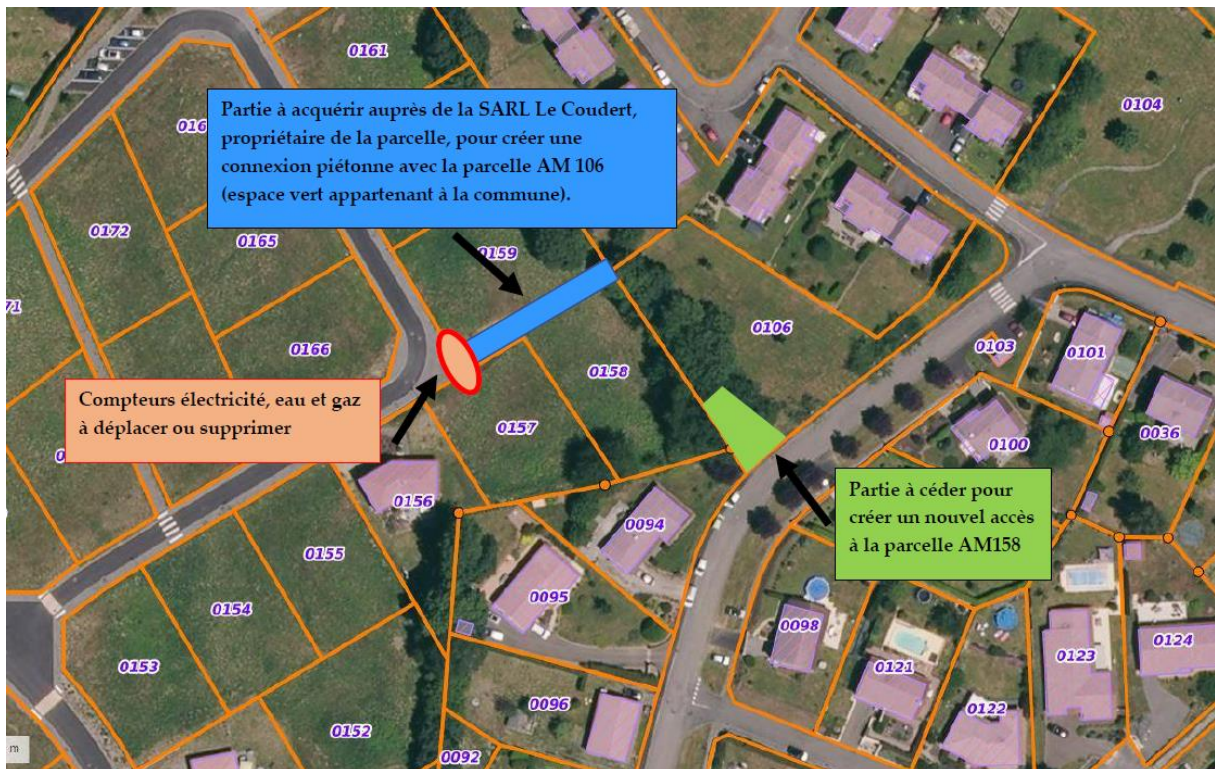 0161
0104
Partie à acquérir auprès de la SARL Le Coudert,
propriétaire de la parcelle, pour créer une
connexion piétonne avec la parcelle AM 106
(espace vert appartenant à la commune).
0172
0165
0159
0106
0103
0101
0166
0158
0036
0100
Compteurs électricité, eau et gaz
à déplacer ou supprimer
0157
0156
Partie à céder pour
créer un nouvel accès
à la parcelle AM158
0094
0155
0095
0154
0098
0124
0153
0121
0123
0096
0122
0152
0092
m